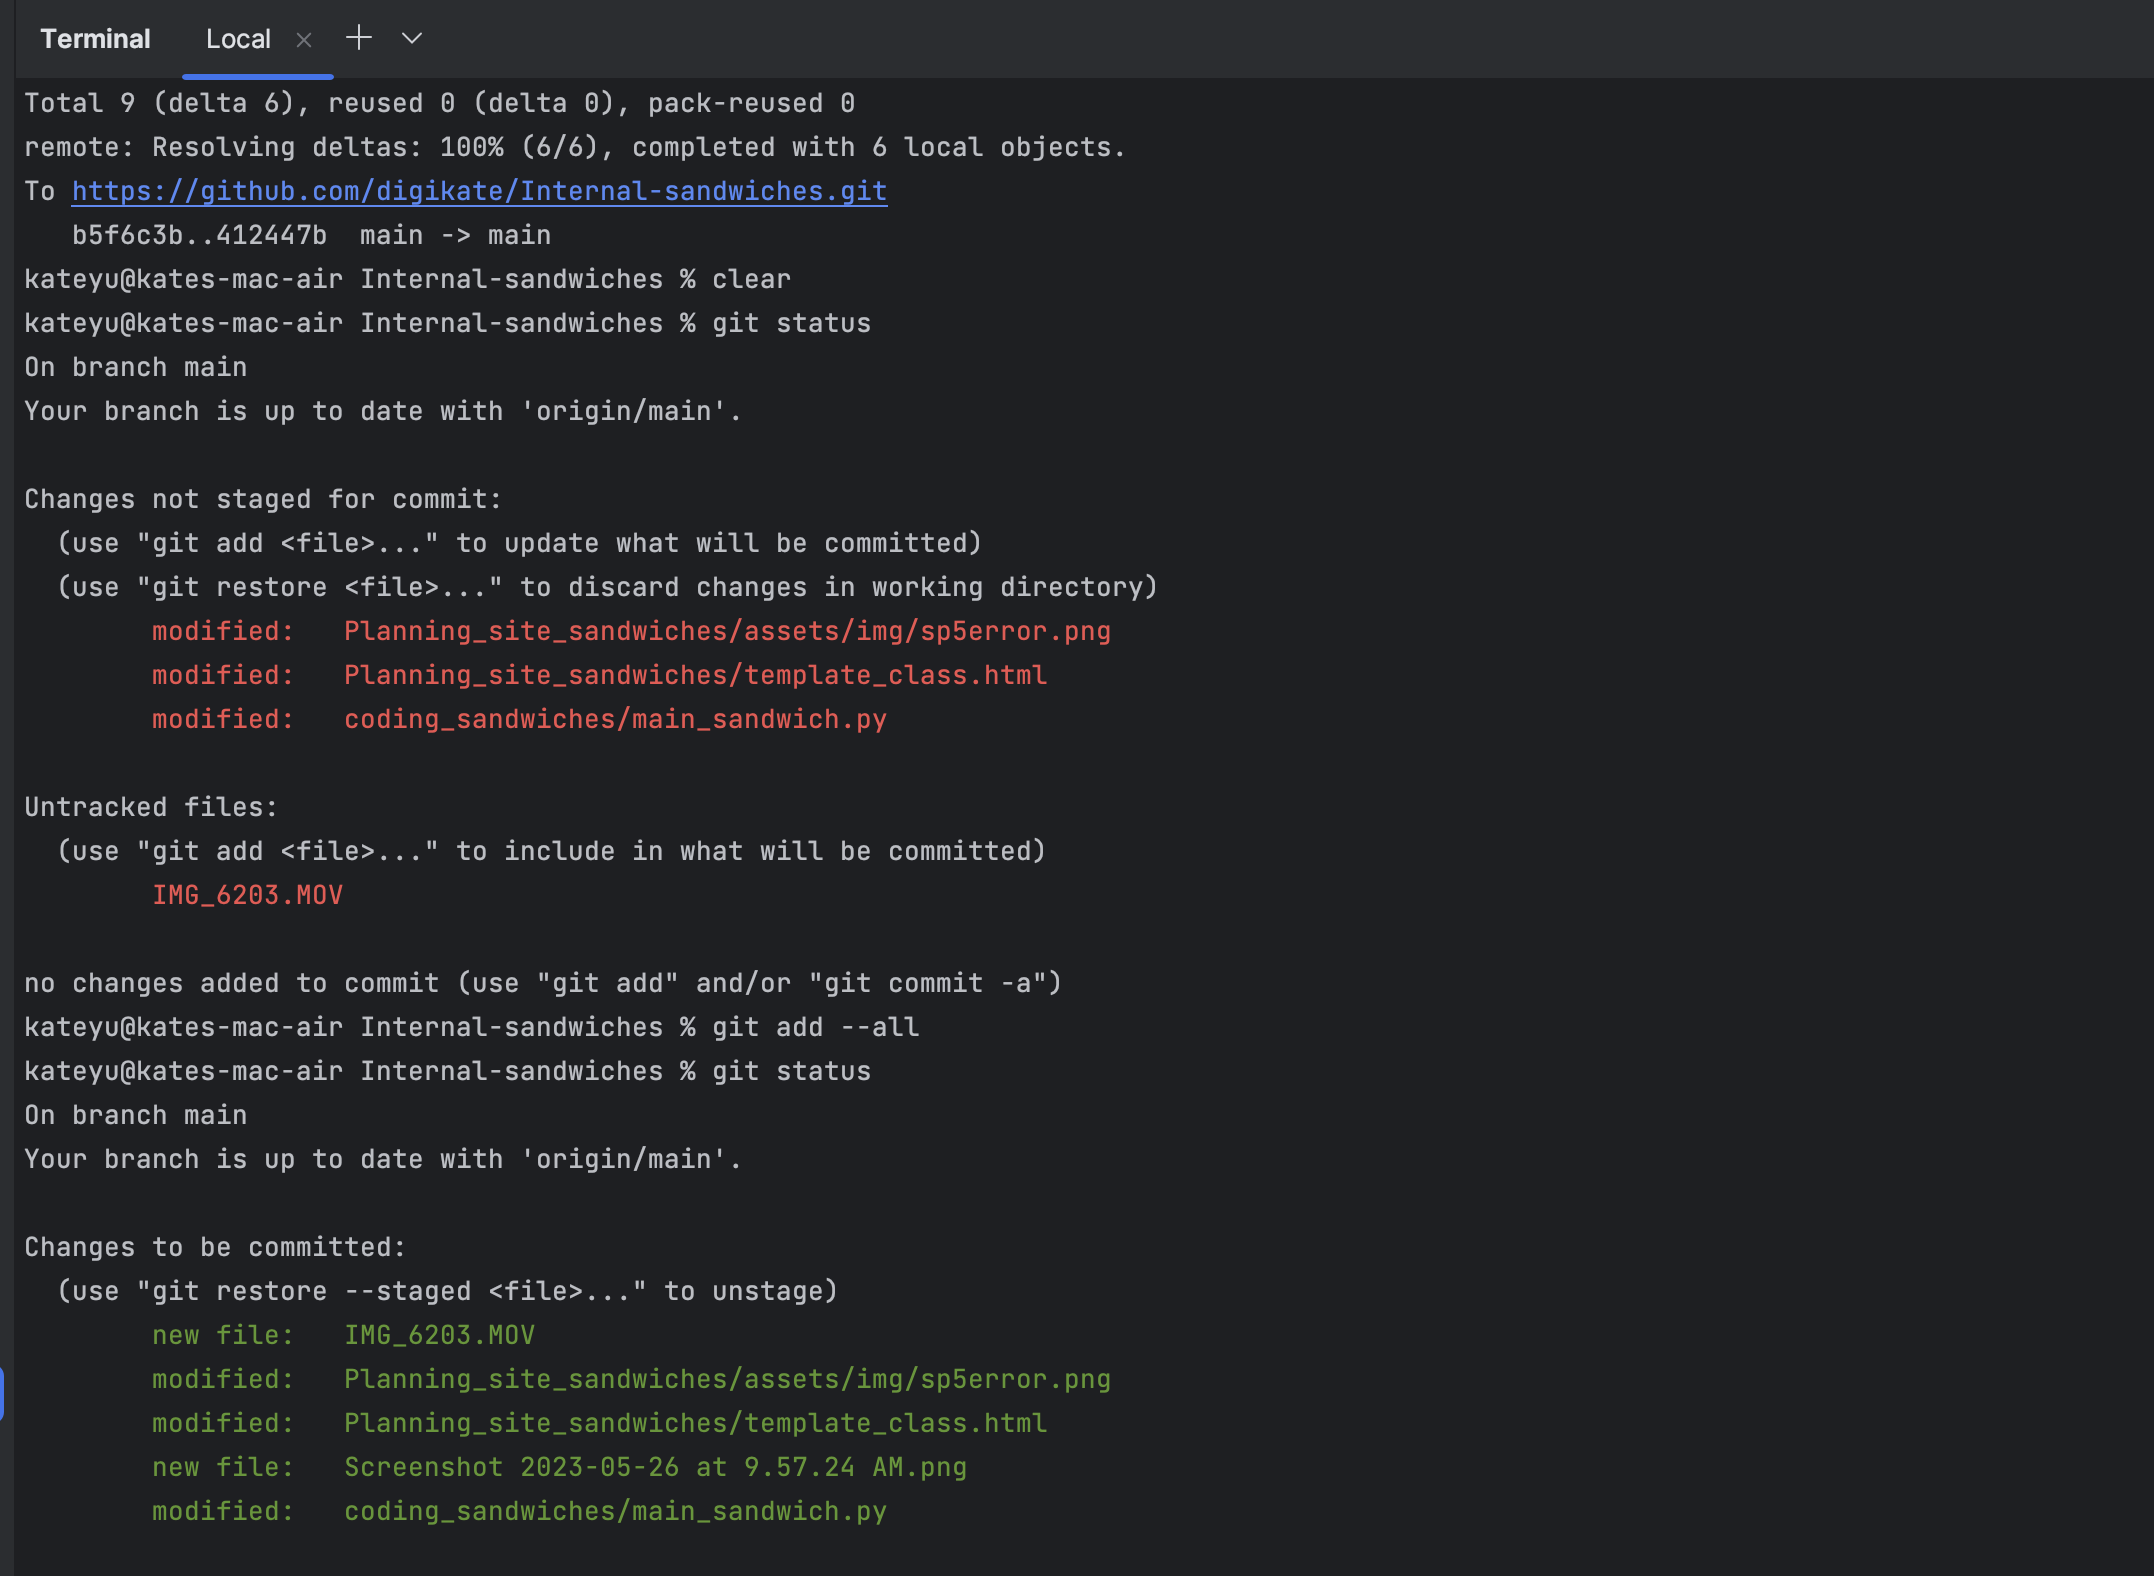 Terminal Local
Total 9 (delta 6), reused 0 (delta 0), pack-reused 0
remote: Resolving deltas: 100% (6/6), completed with 6 local objects.
To https://github.com/digikate/Internal-sandwiches.git
   b5f6c3b..412447b  main -> main
kateyu@kates-mac-air Internal-sandwiches % clear
kateyu@kates-mac-air Internal-sandwiches % git status
On branch main
Your branch is up to date with 'origin/main'.

Changes not staged for commit:
  (use "git add <file>..." to update what will be committed)
  (use "git restore <file>..." to discard changes in working directory)
        modified:   Planning_site_sandwiches/assets/img/sp5error.png
        modified:   Planning_site_sandwiches/template_class.html
        modified:   coding_sandwiches/main_sandwich.py

Untracked files:
  (use "git add <file>..." to include in what will be committed)
        IMG_6203.MOV

no changes added to commit (use "git add" and/or "git commit -a")
kateyu@kates-mac-air Internal-sandwiches % git add --all
kateyu@kates-mac-air Internal-sandwiches % git status
On branch main
Your branch is up to date with 'origin/main'.

Changes to be committed:
  (use "git restore --staged <file>..." to unstage)
        new file:   IMG_6203.MOV
        modified:   Planning_site_sandwiches/assets/img/sp5error.png
        modified:   Planning_site_sandwiches/template_class.html
        new file:   Screenshot 2023-05-26 at 9.57.24 AM.png
        modified:   coding_sandwiches/main_sandwich.py